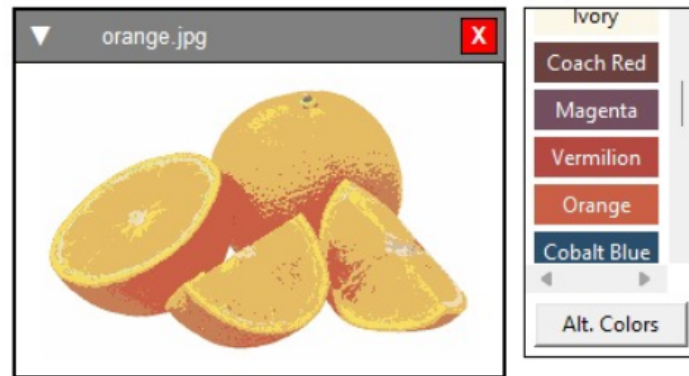 ▼ orange.jpg X
Ivory
Coach Red
Magenta
Vermilion
Orange
Cobalt Blue
Alt. Colors